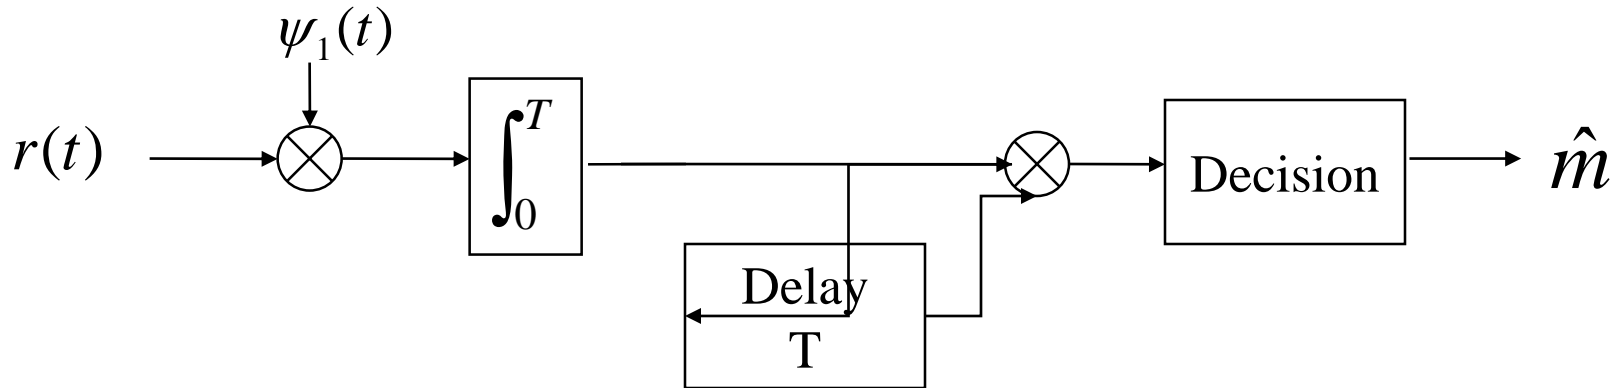 ψ₁(t)
r(t)
∫₀ᵀ
Decision
m̂
Delay
T